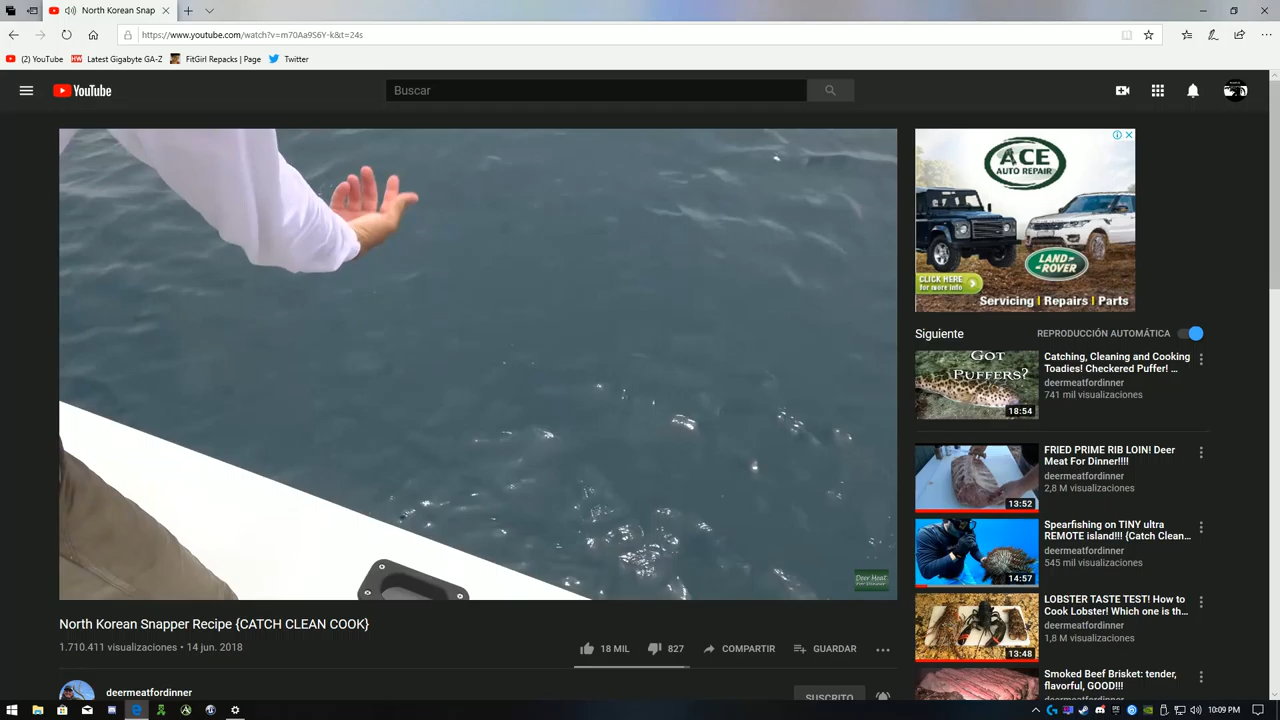 North Korean Snap
https://www.youtube.com/watch?v=m70Aa9S6Y-k&t=24s
(2) YouTube
Latest Gigabyte GA-Z
FitGirl Repacks | Page
Twitter
YouTube
Buscar
ACE
AUTO REPAIR
CLICK HERE
for more info
LAND
ROVER
Servicing | Repairs | Parts
Siguiente
REPRODUCCIÓN AUTOMÁTICA
GOT
PUFFERS?
18:54
Catching, Cleaning and Cooking
Toadies! Checkered Puffer! ...
deermeatfordinner
741 mil visualizaciones
13:52
FRIED PRIME RIB LOIN! Deer
Meat For Dinner!!!!
deermeatfordinner
2,8 M visualizaciones
14:57
Spearfishing on TINY ultra
REMOTE island!!! {Catch Clean...
deermeatfordinner
545 mil visualizaciones
13:48
LOBSTER TASTE TEST! How to
Cook Lobster! Which one is th...
deermeatfordinner
1,8 M visualizaciones
Smoked Beef Brisket: tender,
flavorful, GOOD!!!
deermeatfordinner
Deer Meat
For Dinner
North Korean Snapper Recipe {CATCH CLEAN COOK}
1.710.411 visualizaciones • 14 jun. 2018
18 MIL
827
COMPARTIR
GUARDAR
deermeatfordinner
SUSCRITO
10:09 PM